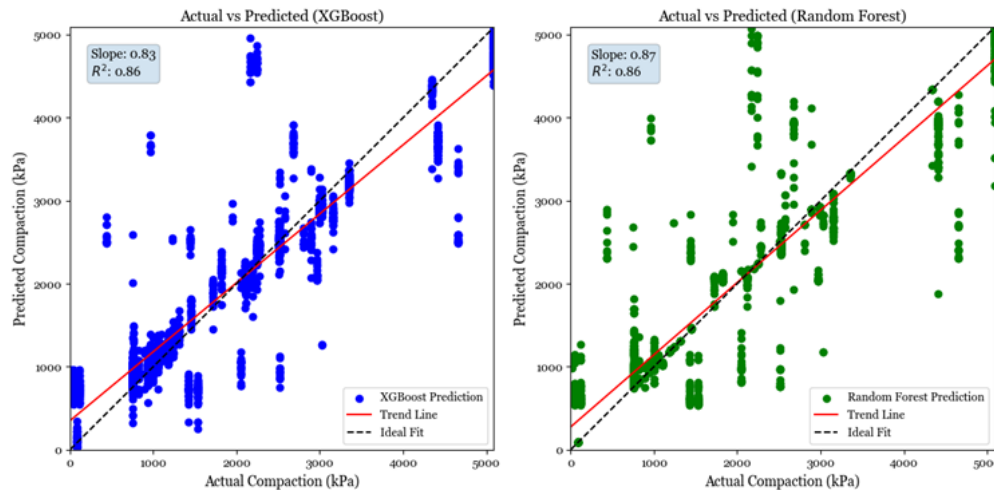 Actual vs Predicted (XGBoost)
Slope: 0.83
R²: 0.86
5000
4000
3000
2000
1000
0
Predicted Compaction (kPa)
XGBoost Prediction
Trend Line
Ideal Fit
0 1000 2000 3000 4000 5000
Actual Compaction (kPa)
Actual vs Predicted (Random Forest)
Slope: 0.87
R²: 0.86
5000
4000
3000
2000
1000
0
Predicted Compaction (kPa)
Random Forest Prediction
Trend Line
Ideal Fit
0 1000 2000 3000 4000 5000
Actual Compaction (kPa)